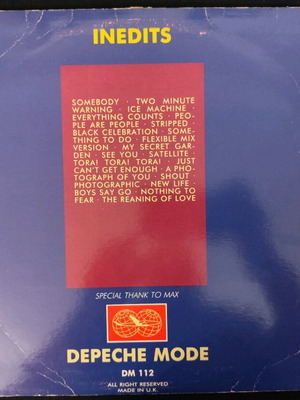 INEDITS
SOMEBODY · TWO MINUTE
WARNING · ICE MACHINE ·
EVERYTHING COUNTS · PEO-
PLE ARE PEOPLE · STRIPPED ·
BLACK CELEBRATION · SOME-
THING TO DO · FLEXIBLE MIX
VERSION · MY SECRET GAR-
DEN · SEE YOU · SATELLITE ·
TORA! TORA! TORA! · JUST
CAN'T GET ENOUGH · A PHO-
TOGRAPH OF YOU · SHOUT ·
PHOTOGRAPHIC · NEW LIFE ·
BOYS SAY GO · NOTHING TO
FEAR · THE REANING OF LOVE
SPECIAL THANK TO MAX
DEPECHE MODE
DM 112
ALL RIGHT RESERVED
MADE IN U.K.